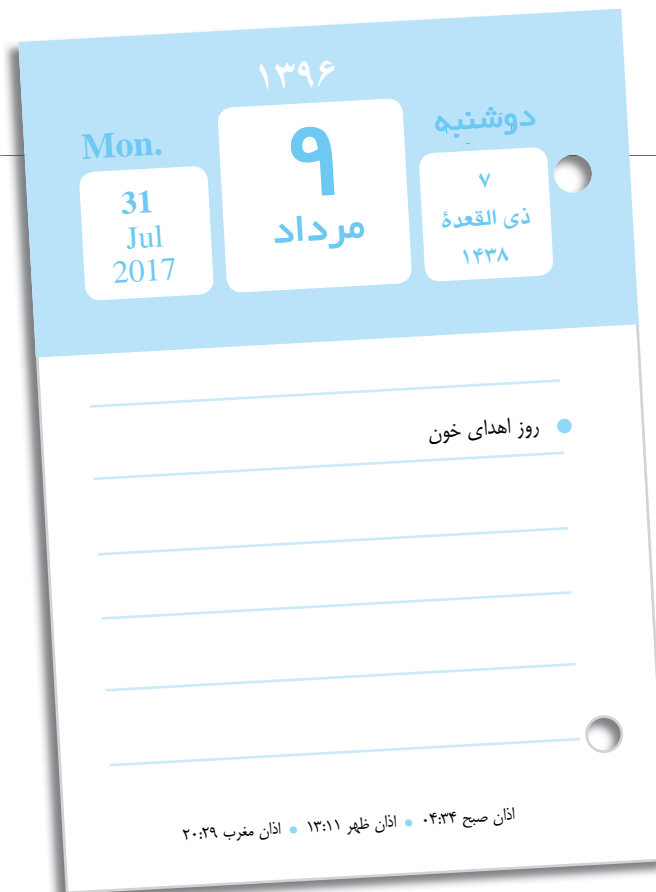 ۱۳۹۶
دوشنبه
۷
ذی القعدة
۱۴۳۸
۹
مرداد
Mon.
31
Jul
2017
روز اهدای خون
اذان صبح ۰۴:۳۴ • اذان ظهر ۱۳:۱۱ • اذان مغرب ۲۰:۲۹